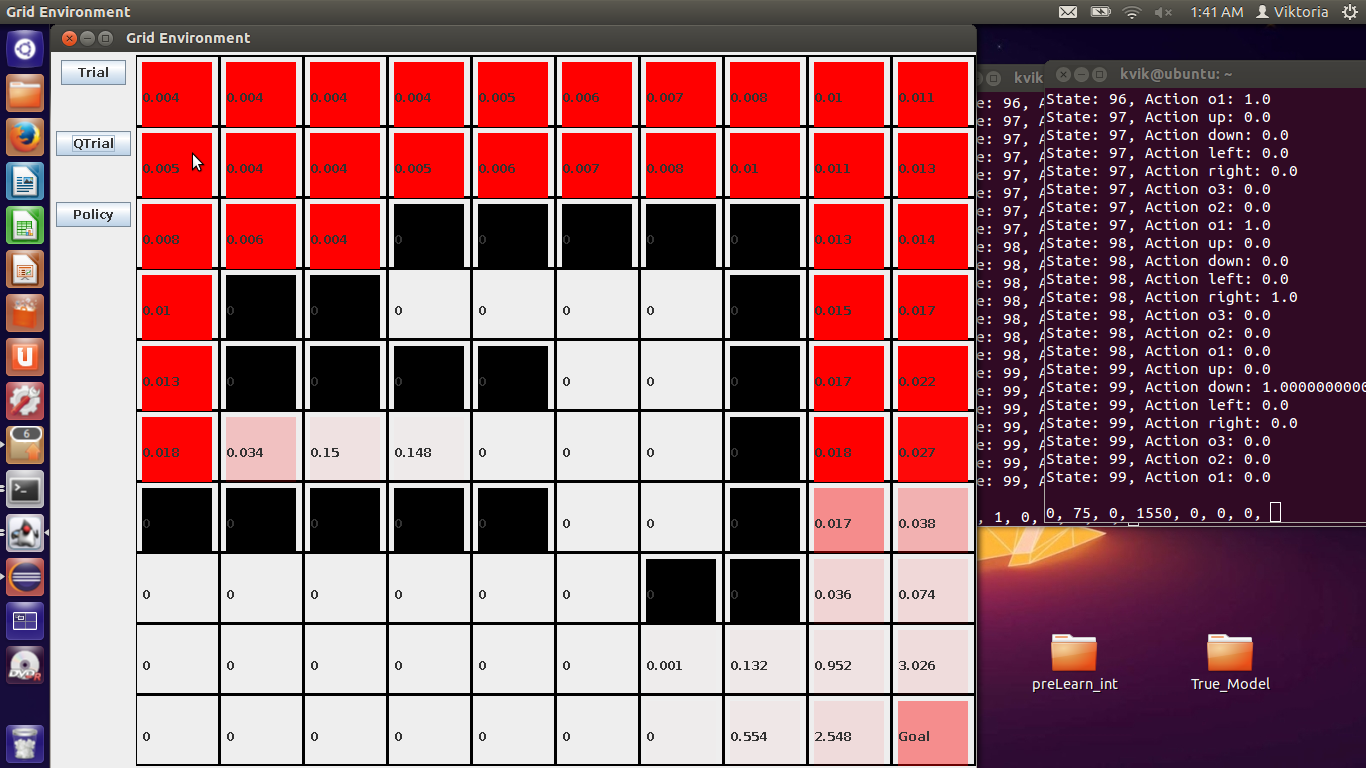 Grid Environment
1:41 AM Viktoria
Grid Environment
Trial
QTrial
Policy
0.004 0.004 0.004 0.004 0.005 0.006 0.007 0.008 0.01 0.011
0.005 0.004 0.004 0.005 0.006 0.007 0.008 0.01 0.011 0.013
0.008 0.006 0.004 0 0 0 0 0 0.013 0.014
0.01 0 0 0 0 0 0 0 0.015 0.017
0.013 0 0 0 0 0 0 0 0.017 0.022
0.018 0.034 0.15 0.148 0 0 0 0 0.018 0.027
0 0 0 0 0 0 0 0 0.017 0.038
0 0 0 0 0 0 0 0 0.036 0.074
0 0 0 0 0 0 0.001 0.132 0.952 3.026
0 0 0 0 0 0 0 0.554 2.548 Goal
kvik
e: 96, A
e: 97, A
e: 97, A
e: 97, A
e: 97, A
e: 97, A
e: 97, A
e: 97, A
e: 98, A
e: 98, A
e: 98, A
e: 98, A
e: 98, A
e: 98, A
e: 98, A
e: 99, A
e: 99, A
e: 99, A
e: 99, A
e: 99, A
e: 99, A
e: 99, A
, 1, 0,
kvik@ubuntu: ~
State: 96, Action o1: 1.0
State: 97, Action up: 0.0
State: 97, Action down: 0.0
State: 97, Action left: 0.0
State: 97, Action right: 0.0
State: 97, Action o3: 0.0
State: 97, Action o2: 0.0
State: 97, Action o1: 1.0
State: 98, Action up: 0.0
State: 98, Action down: 0.0
State: 98, Action left: 0.0
State: 98, Action right: 1.0
State: 98, Action o3: 0.0
State: 98, Action o2: 0.0
State: 98, Action o1: 0.0
State: 99, Action up: 0.0
State: 99, Action down: 1.0000000000
State: 99, Action left: 0.0
State: 99, Action right: 0.0
State: 99, Action o3: 0.0
State: 99, Action o2: 0.0
State: 99, Action o1: 0.0
0, 75, 0, 1550, 0, 0, 0,
preLearn_int
True_Model
6
DVD R